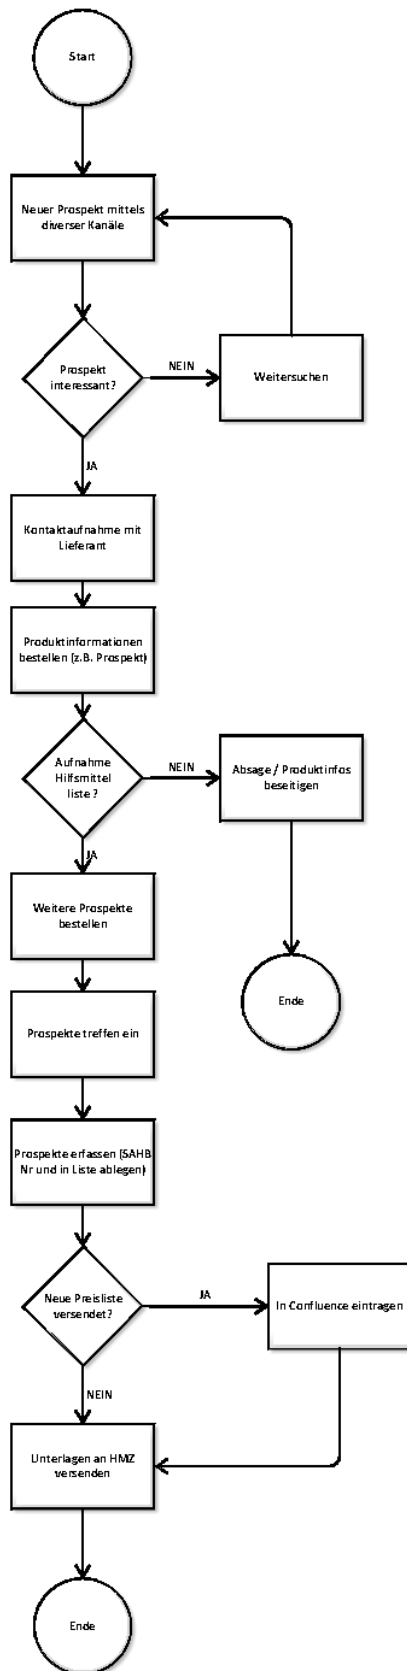 Start
Neuer Prospekt mittels
diverser Kanäle
Prospekt
interessant?
NEIN
Weitersuchen
JA
Kontaktaufnahme mit
Lieferant
Produktinformationen
bestellen (z.B. Prospekt)
Aufnahme
Hilfsmittel
liste ?
NEIN
Absage / Produktinfos
beseitigen
JA
Weitere Prospekte
bestellen
Ende
Prospekte treffen ein
Prospekte erfassen (SAHB
Nr und in Liste ablegen)
Neue Preisliste
versendet?
JA
In Confluence eintragen
NEIN
Unterlagen an HMZ
versenden
Ende